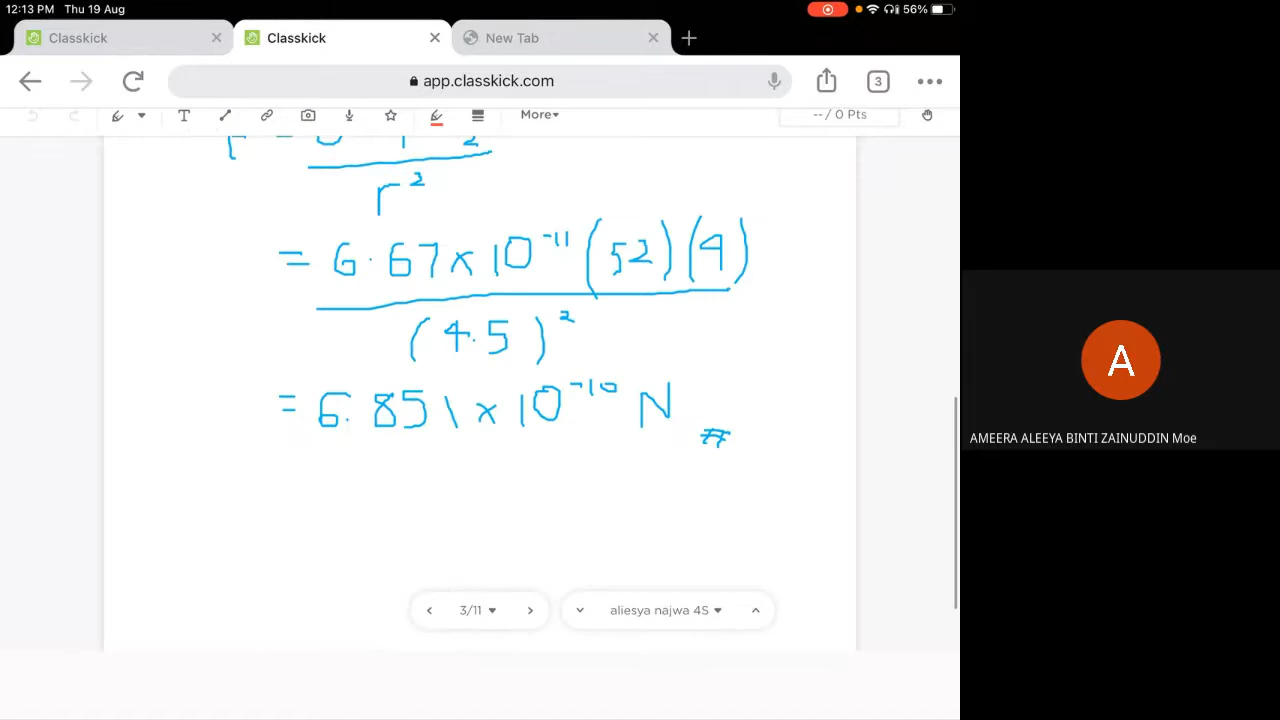 12:13 PM Thu 19 Aug 56%
Classkick Classkick New Tab
app.classkick.com 3
T More -- / 0 Pts
r²
= 6.67 x 10⁻¹¹ (52)(4)
(4.5)²
= 6.851 x 10⁻¹⁰ N #
3/11 aliesya najwa 4S
A
AMEERA ALEEYA BINTI ZAINUDDIN Moe